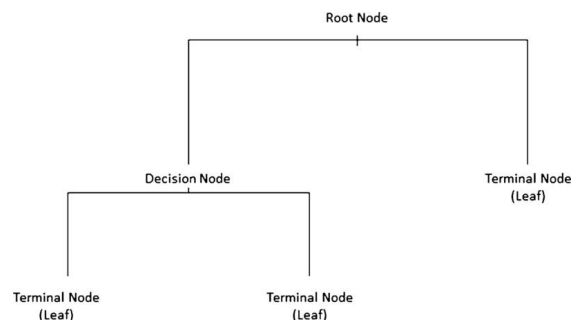 Root Node
Decision Node
Terminal Node
(Leaf)
Terminal Node
(Leaf)
Terminal Node
(Leaf)